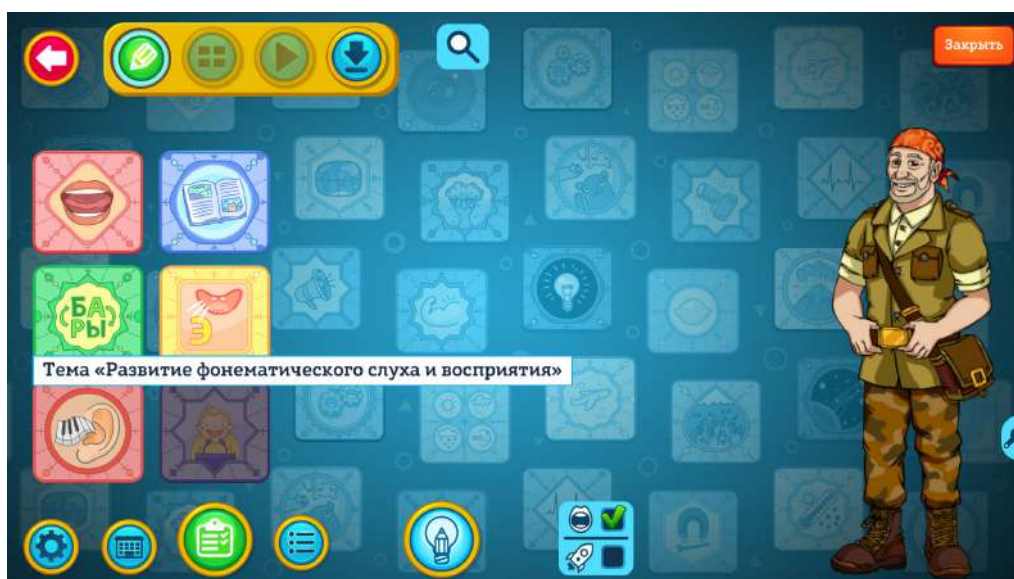 Закрыть
БА
РЫ
Э
Тема «Развитие фонематического слуха и восприятия»